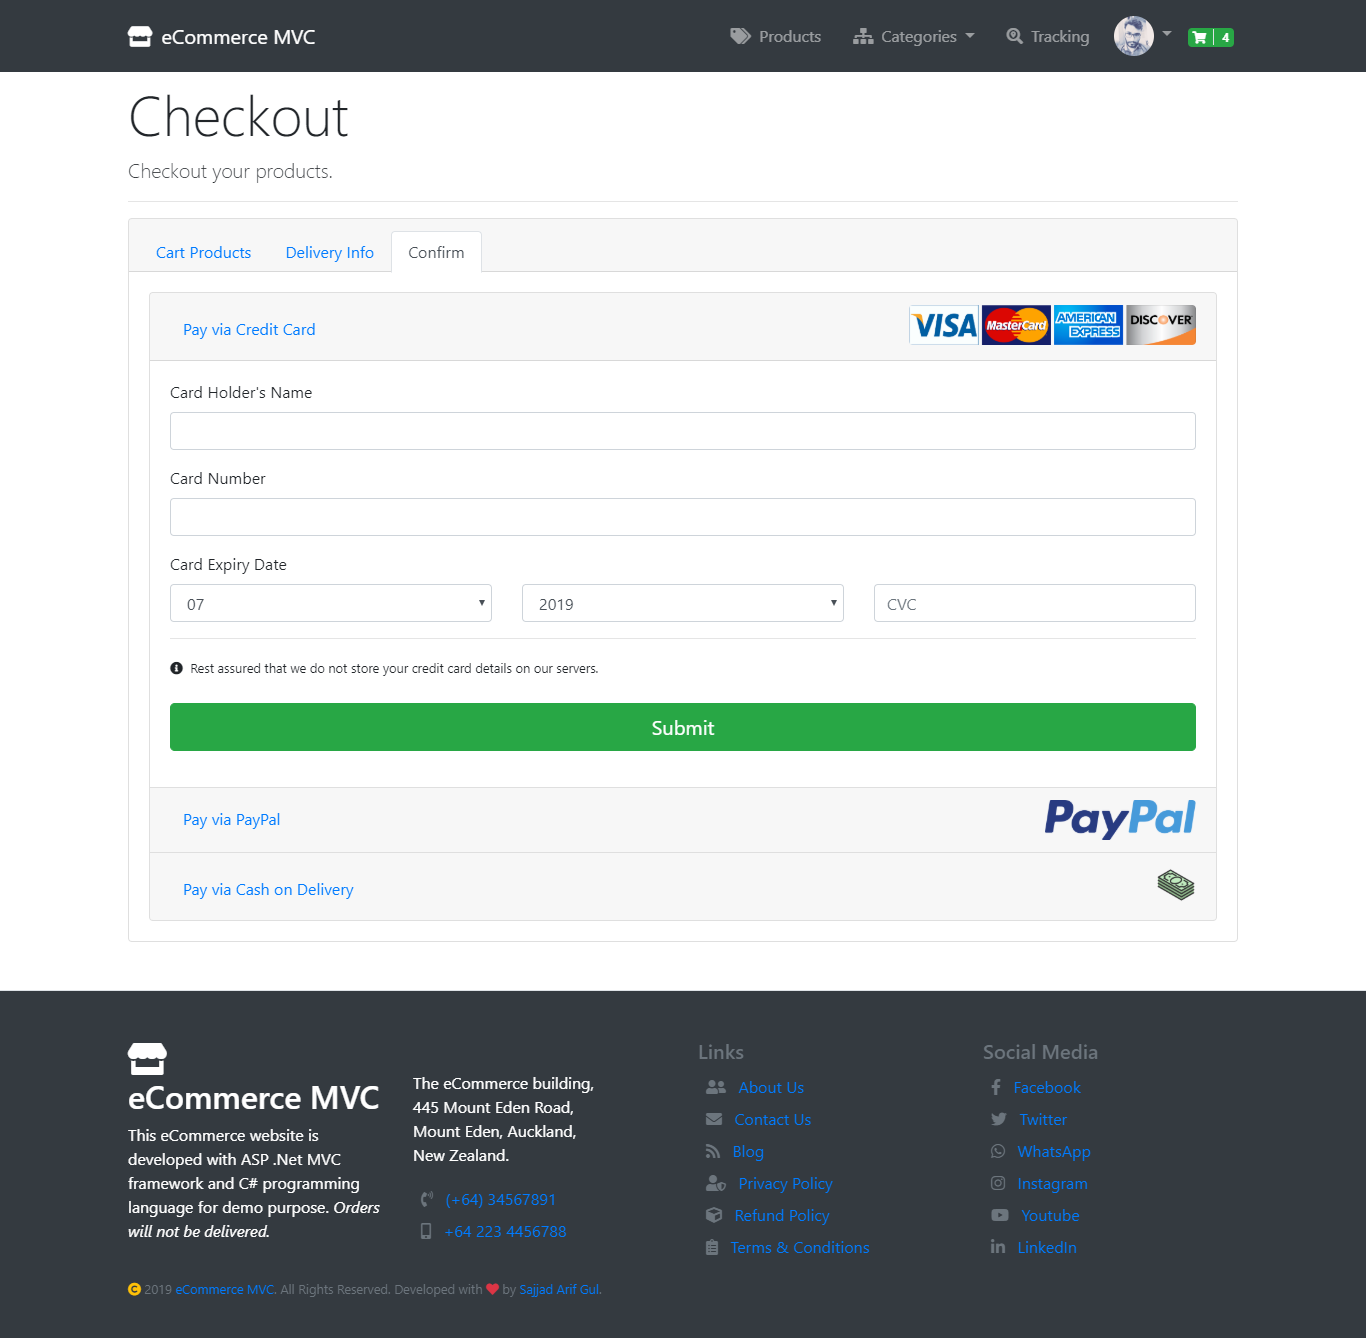 eCommerce MVC
Products
Categories
Tracking
4
Checkout
Checkout your products.
Cart Products
Delivery Info
Confirm
Pay via Credit Card
VISA
MasterCard
AMERICAN EXPRESS
DISCOVER
Card Holder's Name
Card Number
Card Expiry Date
07
2019
CVC
Rest assured that we do not store your credit card details on our servers.
Submit
Pay via PayPal
PayPal
Pay via Cash on Delivery
eCommerce MVC
This eCommerce website is
developed with ASP .Net MVC
framework and C# programming
language for demo purpose. Orders
will not be delivered.
The eCommerce building,
445 Mount Eden Road,
Mount Eden, Auckland,
New Zealand.
(+64) 34567891
+64 223 4456788
Links
About Us
Contact Us
Blog
Privacy Policy
Refund Policy
Terms & Conditions
Social Media
Facebook
Twitter
WhatsApp
Instagram
Youtube
LinkedIn
2019 eCommerce MVC. All Rights Reserved. Developed with by Sajjad Arif Gul.